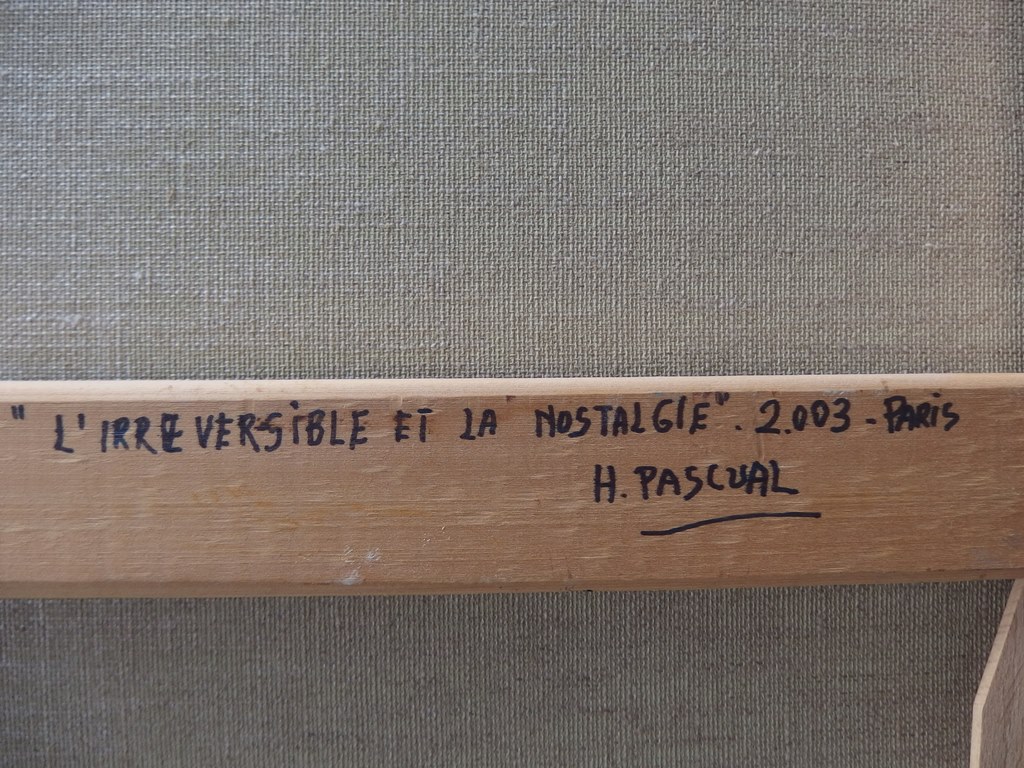 " L'IRREVERSIBLE ET LA NOSTALGIE". 2.003 - PARIS
H. PASCUAL